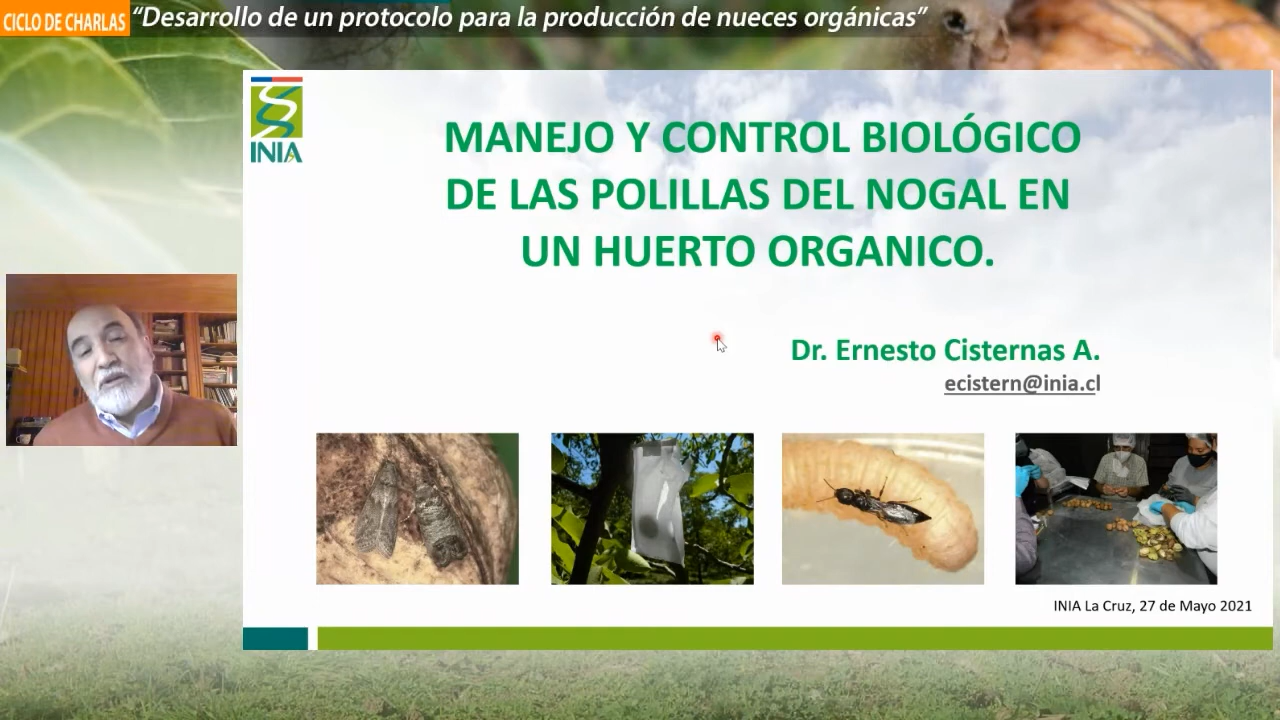 CICLO DE CHARLAS "Desarrollo de un protocolo para la producción de nueces orgánicas"
INIA
MANEJO Y CONTROL BIOLÓGICO
DE LAS POLILLAS DEL NOGAL EN
UN HUERTO ORGANICO.
Dr. Ernesto Cisternas A.
ecistern@inia.cl
INIA La Cruz, 27 de Mayo 2021